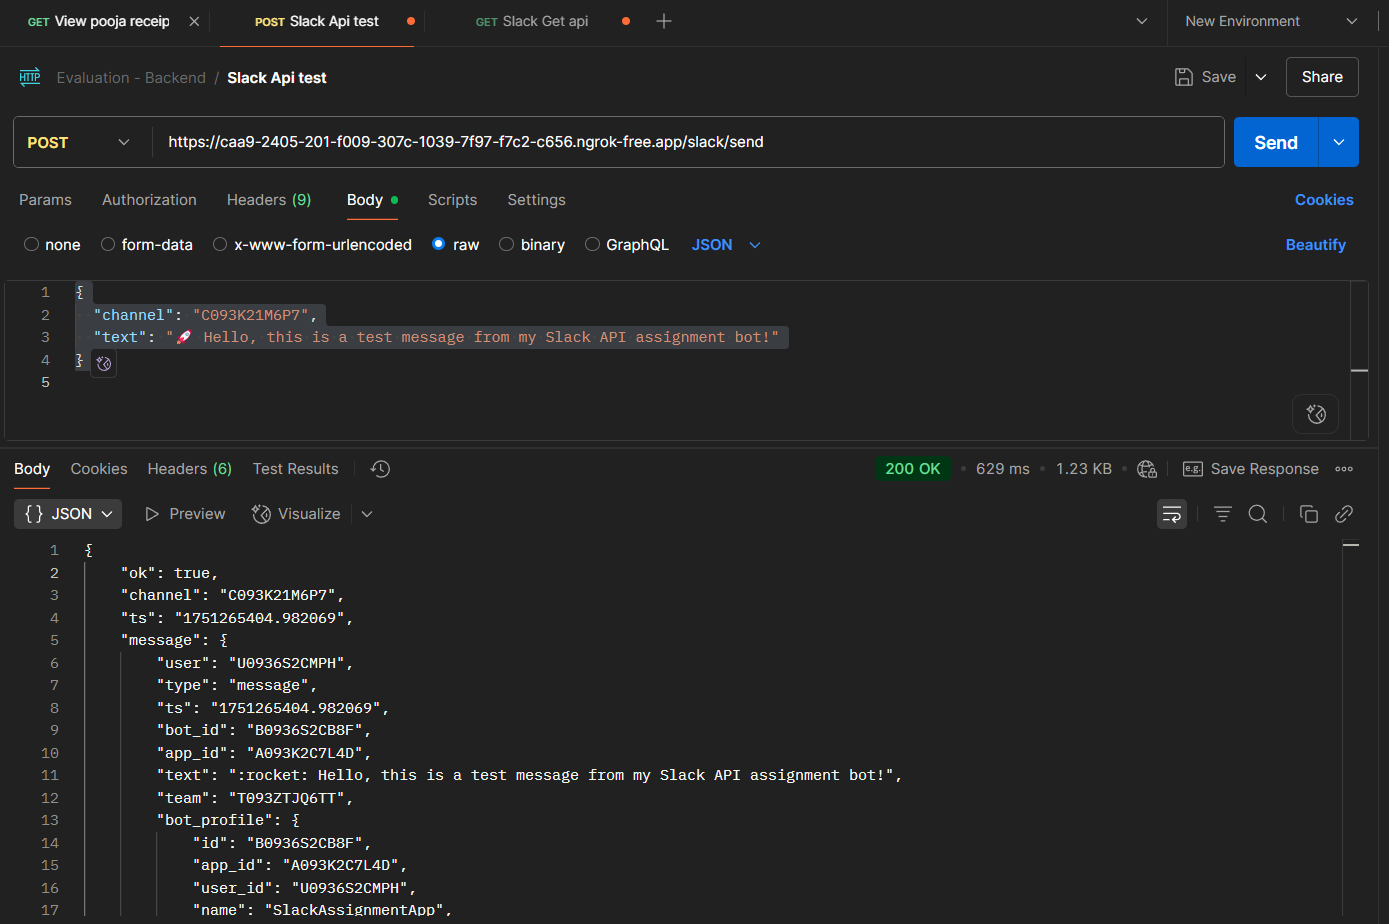 GET View pooja receip
POST Slack Api test
GET Slack Get api
New Environment
HTTP Evaluation - Backend / Slack Api test
Save
Share
POST
https://caa9-2405-201-f009-307c-1039-7f97-f7c2-c656.ngrok-free.app/slack/send
Send
Params Authorization Headers (9) Body Scripts Settings
Cookies
none form-data x-www-form-urlencoded raw binary GraphQL JSON
Beautify
1 {
2 "channel": "C093K21M6P7",
3 "text": "🚀 Hello, this is a test message from my Slack API assignment bot!"
4 }
5
Body Cookies Headers (6) Test Results
200 OK • 629 ms • 1.23 KB • e.g. Save Response
{} JSON Preview Visualize
1 {
2 "ok": true,
3 "channel": "C093K21M6P7",
4 "ts": "1751265404.982069",
5 "message": {
6 "user": "U0936S2CMPH",
7 "type": "message",
8 "ts": "1751265404.982069",
9 "bot_id": "B0936S2CB8F",
10 "app_id": "A093K2C7L4D",
11 "text": ":rocket: Hello, this is a test message from my Slack API assignment bot!",
12 "team": "T093ZTJQ6TT",
13 "bot_profile": {
14 "id": "B0936S2CB8F",
15 "app_id": "A093K2C7L4D",
16 "user_id": "U0936S2CMPH",
17 "name": "SlackAssignmentApp",